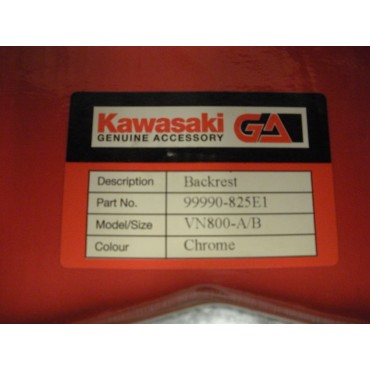 Kawasaki GA
GENUINE ACCESSORY
Description Backrest
Part No. 99990-825E1
Model/Size VN800-A/B
Colour Chrome